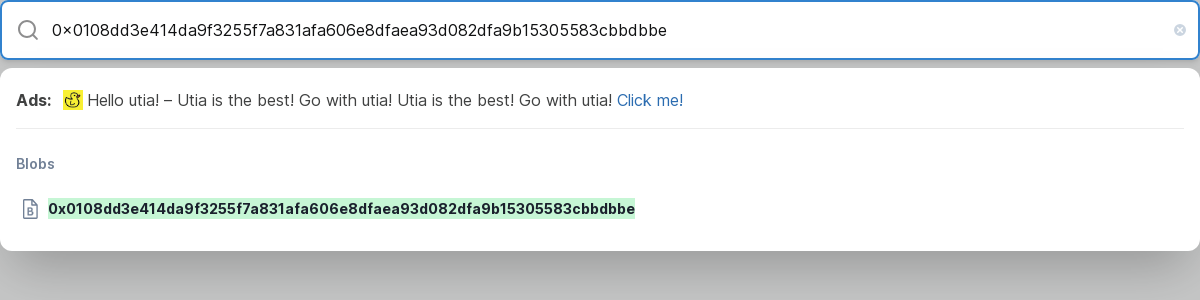 0x0108dd3e414da9f3255f7a831afa606e8dfaea93d082dfa9b15305583cbbdbbe
Ads: Hello utia! – Utia is the best! Go with utia! Utia is the best! Go with utia! Click me!
Blobs
0x0108dd3e414da9f3255f7a831afa606e8dfaea93d082dfa9b15305583cbbdbbe